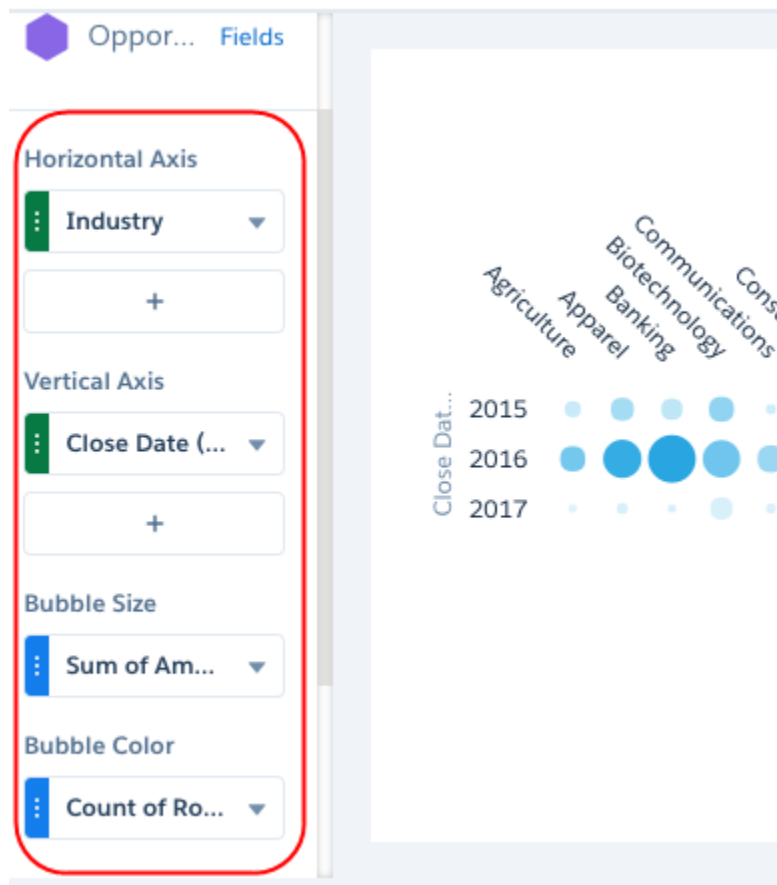 Oppor... Fields
Horizontal Axis
Industry
+
Vertical Axis
Close Date (...
+
Bubble Size
Sum of Am...
Bubble Color
Count of Ro...
Agriculture
Apparel
Banking
Biotechnology
Communications
Consu
Close Dat...
2015
2016
2017